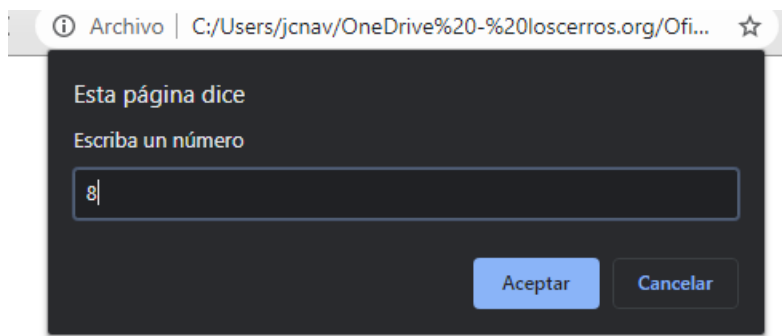 Archivo | C:/Users/jcnav/OneDrive%20-%20loscerros.org/Ofi...
Esta página dice
Escriba un número
8
Aceptar Cancelar